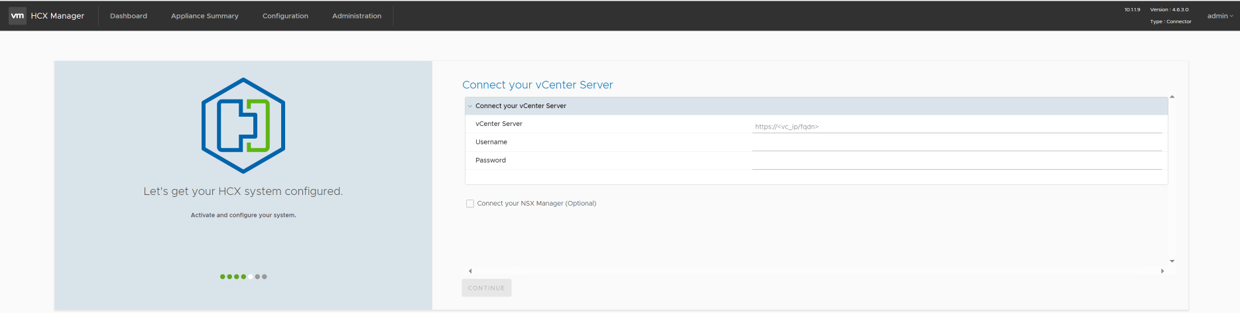 vm HCX Manager Dashboard Appliance Summary Configuration Administration 10.1.1.9 Version : 4.6.3.0 admin
Type : Connector
Let's get your HCX system configured.
Activate and configure your system.
Connect your vCenter Server
Connect your vCenter Server
vCenter Server https://<vc_ip/fqdn>
Username
Password
Connect your NSX Manager (Optional)
CONTINUE